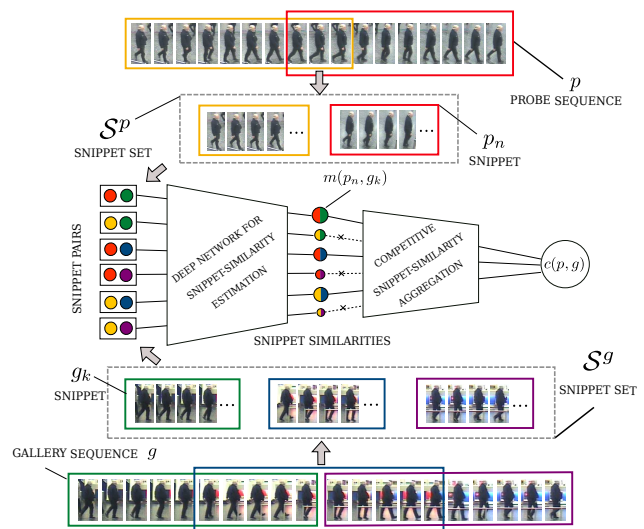 p
PROBE SEQUENCE
S^p
SNIPPET SET
...
...
p_n
SNIPPET
m(p_n, g_k)
SNIPPET PAIRS
DEEP NETWORK FOR
SNIPPET-SIMILARITY
ESTIMATION
COMPETITIVE
SNIPPET-SIMILARITY
AGGREGATION
c(p, g)
SNIPPET SIMILARITIES
g_k
SNIPPET
...
...
...
S^g
SNIPPET SET
GALLERY SEQUENCE g